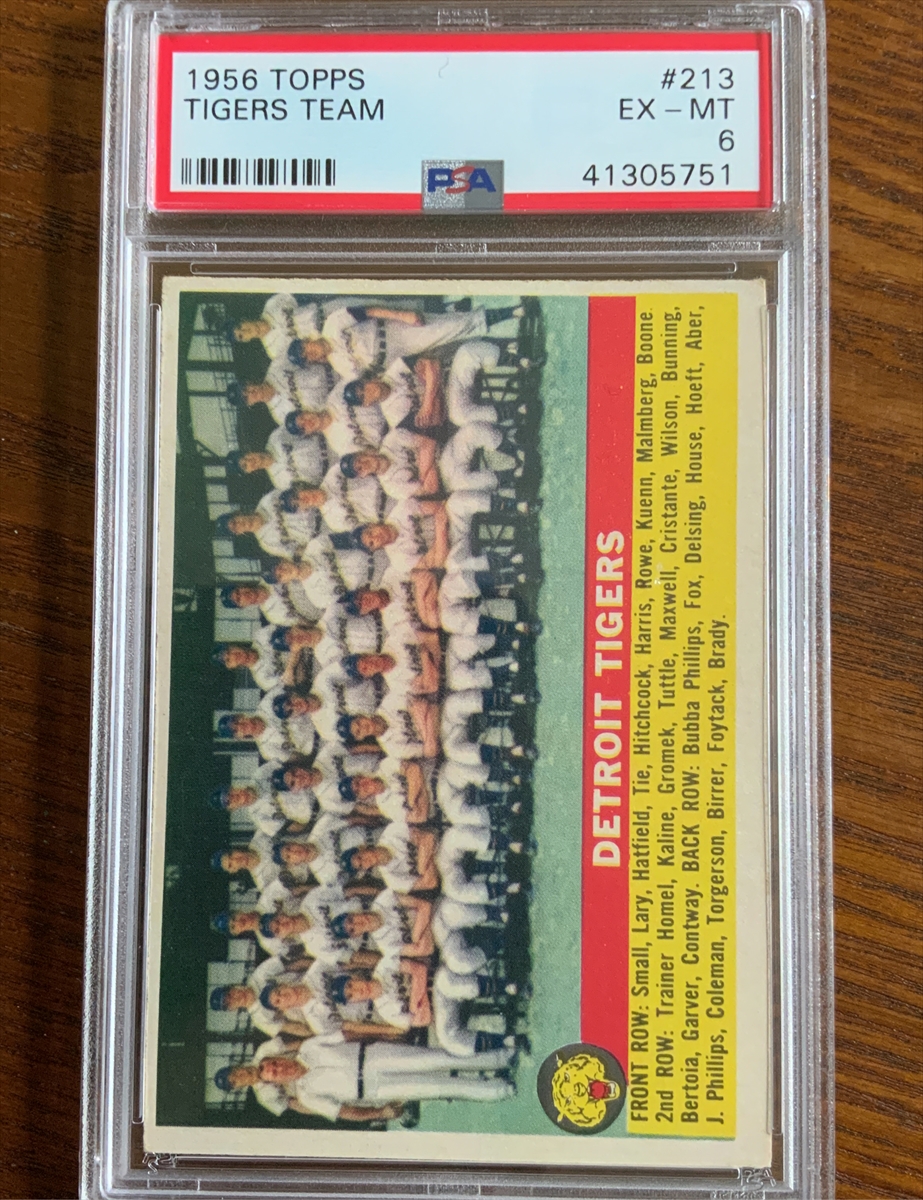 1956 TOPPS #213
TIGERS TEAM EX - MT
6
41305751
PSA
DETROIT TIGERS
FRONT ROW: Small, Lary, Hatfield, Tie, Hitchcock, Harris, Rowe, Kuenn, Malmberg, Boone.
2nd ROW: Trainer Homel, Kaline, Gromek, Tuttle, Maxwell, Cristante, Wilson, Bunning,
Bertoia, Garver, Contway. BACK ROW: Bubba Phillips, Fox, Delsing, House, Hoeft, Aber,
J. Phillips, Coleman, Torgerson, Birrer, Foytack, Brady.